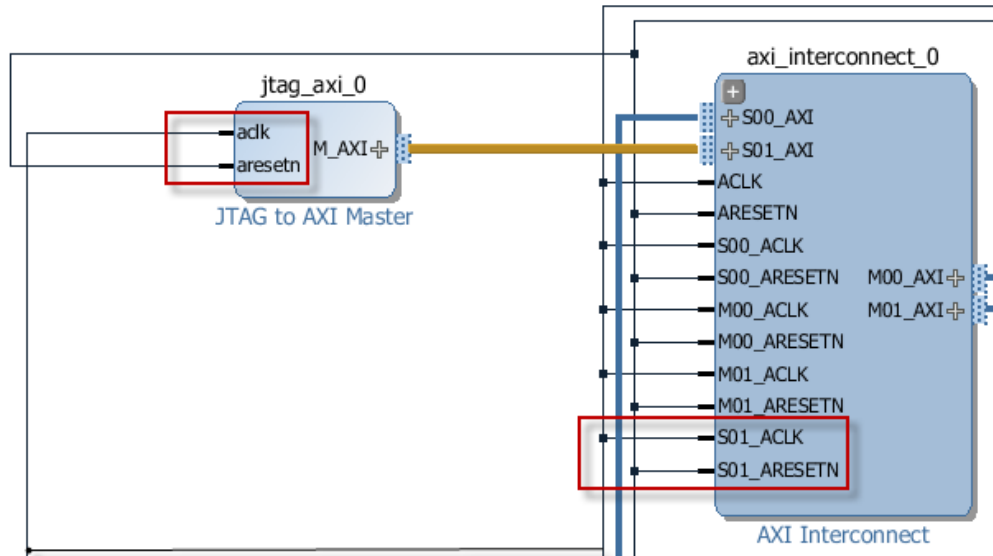 jtag_axi_0
aclk
aresetn
M_AXI
JTAG to AXI Master
axi_interconnect_0
S00_AXI
S01_AXI
ACLK
ARESETN
S00_ACLK
S00_ARESETN
M00_ACLK
M00_ARESETN
M01_ACLK
M01_ARESETN
S01_ACLK
S01_ARESETN
M00_AXI
M01_AXI
AXI Interconnect